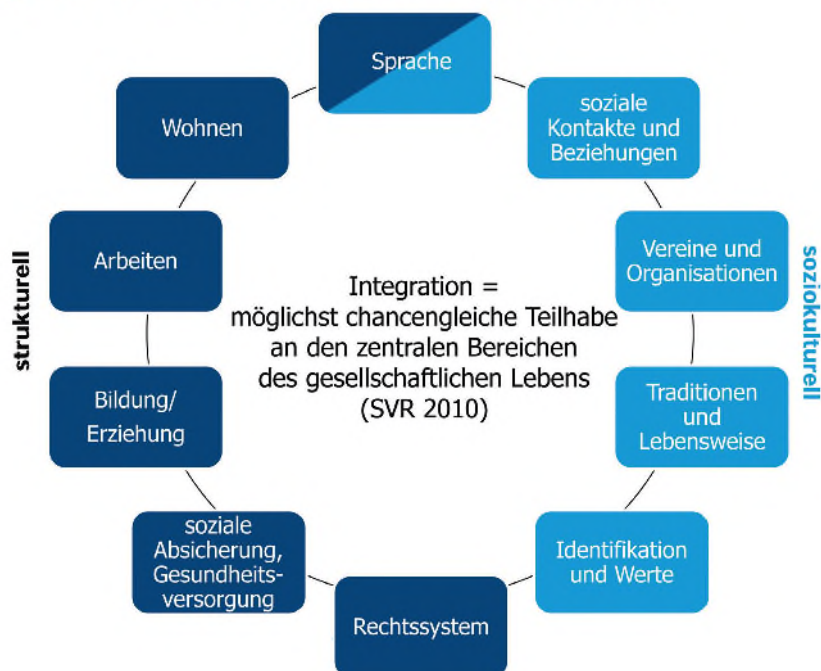 Sprache
soziale
Kontakte und
Beziehungen
Vereine und
Organisationen
Traditionen
und
Lebensweise
Identifikation
und Werte
Rechtssystem
soziale
Absicherung,
Gesundheits-
versorgung
Bildung/
Erziehung
Arbeiten
Wohnen
strukturell
soziokulturell
Integration =
möglichst chancengleiche Teilhabe
an den zentralen Bereichen
des gesellschaftlichen Lebens
(SVR 2010)